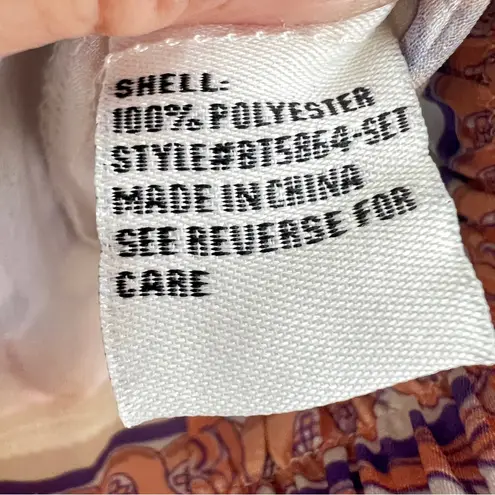 SHELL:
100% POLYESTER
STYLE#BT5864-SET
MADE IN CHINA
SEE REVERSE FOR
CARE